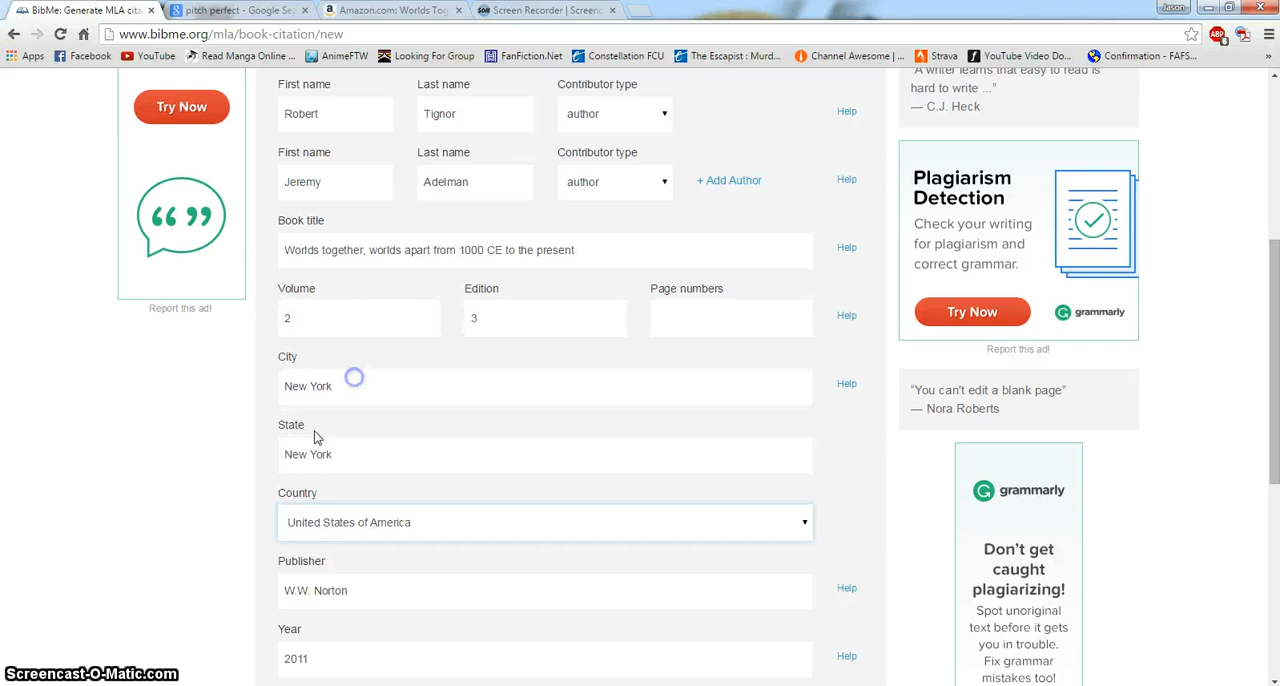 BibMe: Generate MLA cita
pitch perfect - Google Se
Amazon.com: Worlds Tog
Screen Recorder | Screen
Jason
www.bibme.org/mla/book-citation/new
Apps
Facebook
YouTube
Read Manga Online ...
AnimeFTW
Looking For Group
FanFiction.Net
Constellation FCU
The Escapist : Murd...
Channel Awesome | ...
Strava
YouTube Video Do...
Confirmation - FAFS...
»
Try Now
Report this ad!
First name
Last name
Contributor type
Robert
Tignor
author
Help
First name
Last name
Contributor type
Jeremy
Adelman
author
+ Add Author
Help
Book title
Worlds together, worlds apart from 1000 CE to the present
Help
Volume
Edition
Page numbers
2
3
Help
City
New York
Help
State
New York
Country
United States of America
Publisher
W.W. Norton
Help
Year
2011
Help
"A writer learns that easy to read is
hard to write ..."
— C.J. Heck
Plagiarism
Detection
Check your writing
for plagiarism and
correct grammar.
Try Now
grammarly
Report this ad!
"You can't edit a blank page"
— Nora Roberts
grammarly
Don't get
caught
plagiarizing!
Spot unoriginal
text before it gets
you in trouble.
Fix grammar
mistakes too!
Screencast-O-Matic.com